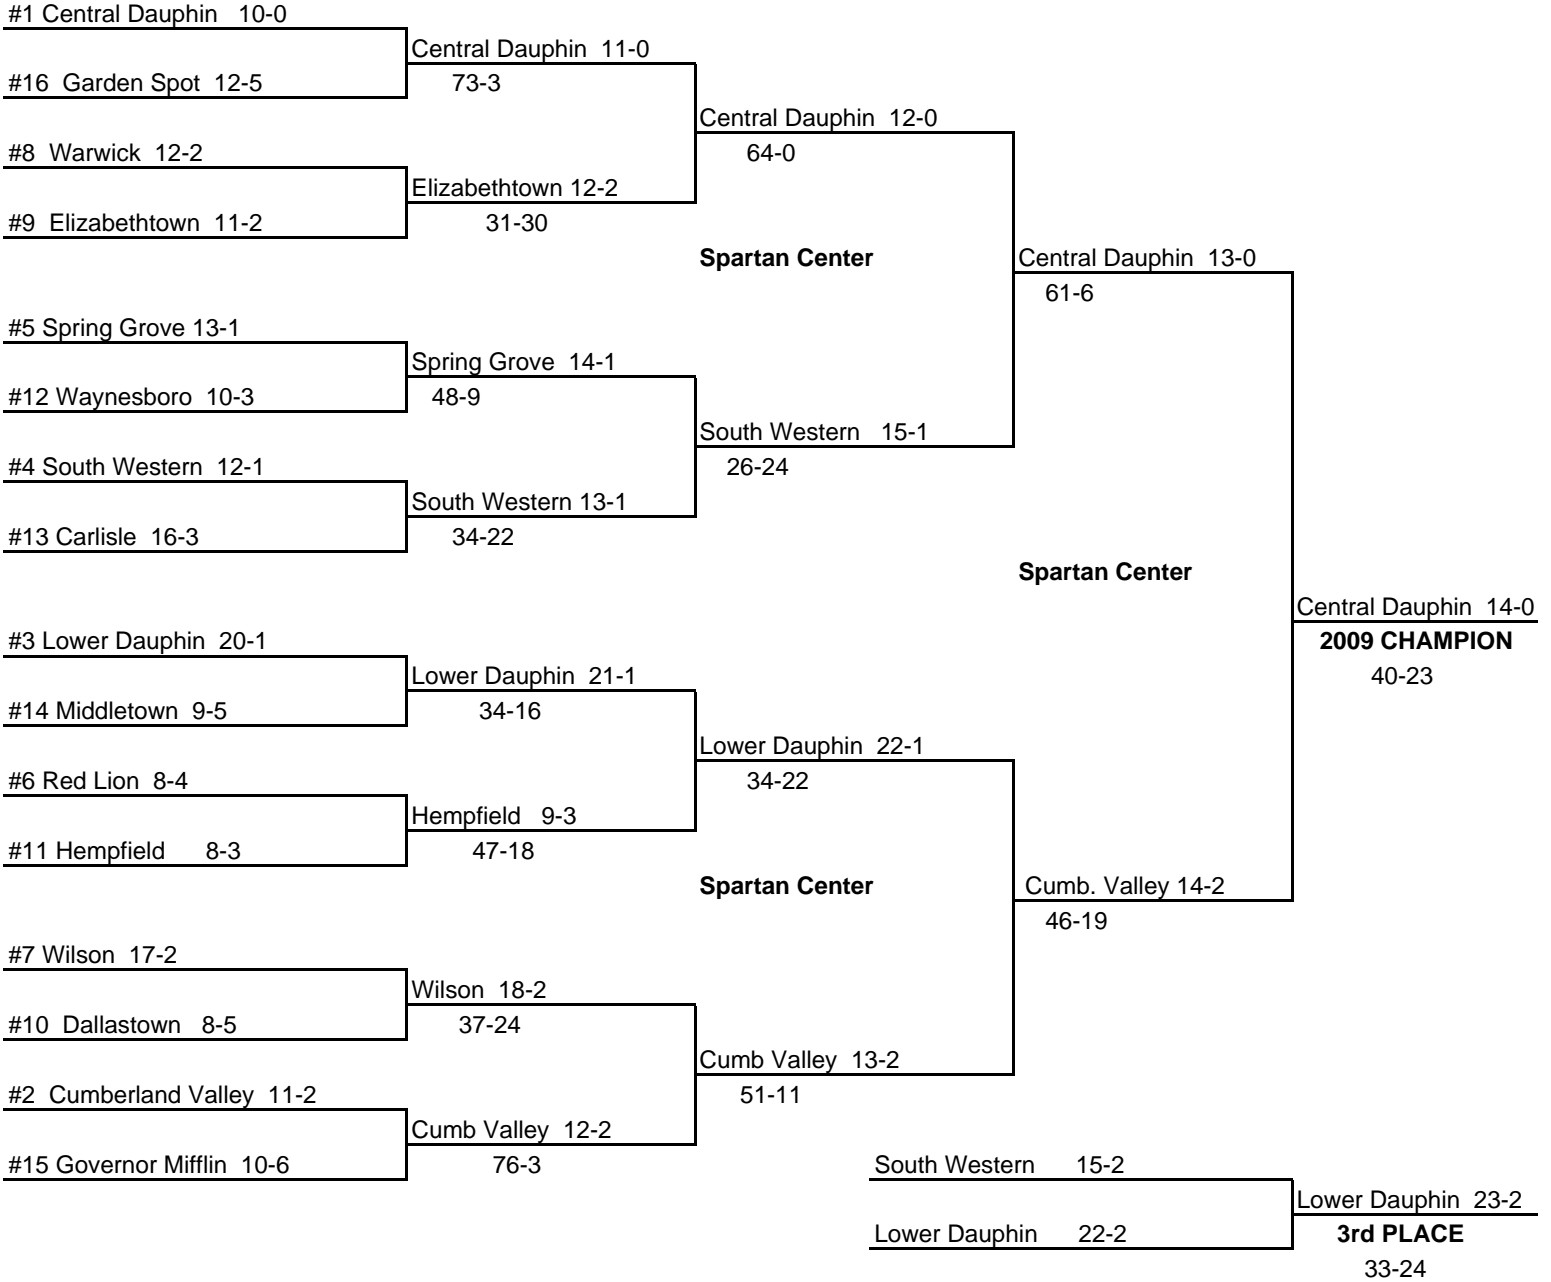 #1 Central Dauphin 10-0
Central Dauphin 11-0
#16 Garden Spot 12-5
73-3
Central Dauphin 12-0
#8 Warwick 12-2
64-0
Elizabethtown 12-2
#9 Elizabethtown 11-2
31-30
Spartan Center
Central Dauphin 13-0
61-6
#5 Spring Grove 13-1
Spring Grove 14-1
#12 Waynesboro 10-3
48-9
South Western 15-1
#4 South Western 12-1
26-24
South Western 13-1
#13 Carlisle 16-3
34-22
Spartan Center
Central Dauphin 14-0
#3 Lower Dauphin 20-1
2009 CHAMPION
Lower Dauphin 21-1
40-23
#14 Middletown 9-5
34-16
Lower Dauphin 22-1
#6 Red Lion 8-4
34-22
Hempfield 9-3
#11 Hempfield 8-3
47-18
Spartan Center
Cumb. Valley 14-2
46-19
#7 Wilson 17-2
Wilson 18-2
#10 Dallastown 8-5
37-24
Cumb Valley 13-2
#2 Cumberland Valley 11-2
51-11
Cumb Valley 12-2
#15 Governor Mifflin 10-6
76-3
South Western 15-2
Lower Dauphin 23-2
Lower Dauphin 22-2
3rd PLACE
33-24